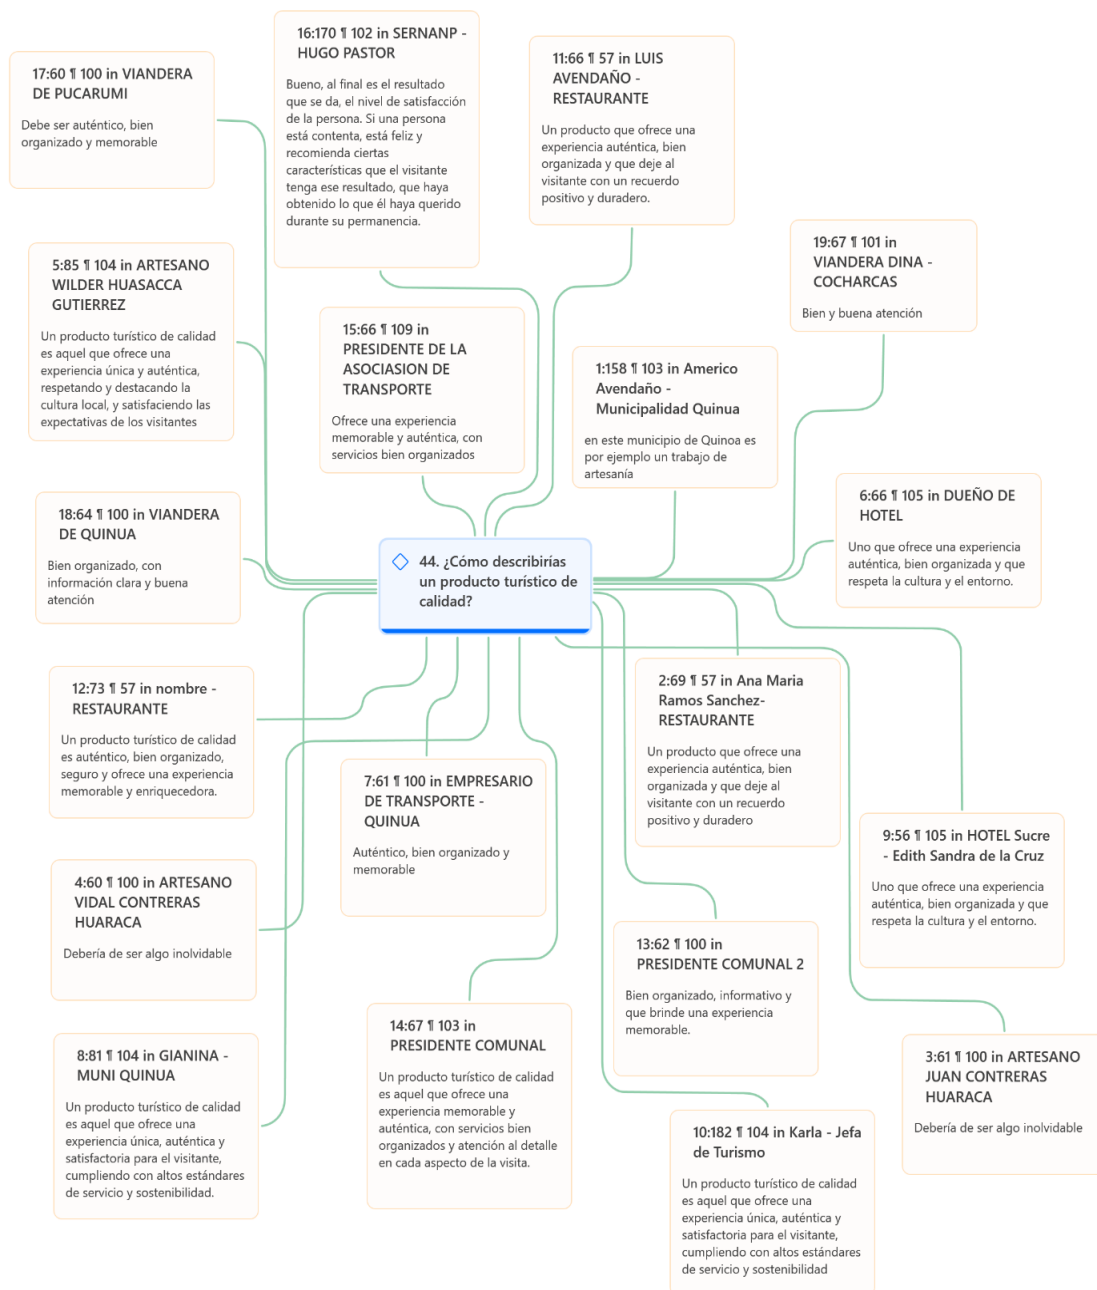 16:170 ¶ 102 in SERNANP -
HUGO PASTOR
Bueno, al final es el resultado
que se da, el nivel de satisfacción
de la persona. Si una persona
está contenta, está feliz y
recomienda ciertas
características que el visitante
tenga ese resultado, que haya
obtenido lo que él haya querido
durante su permanencia.
17:60 ¶ 100 in VIANDERA
DE PUCARUMI
Debe ser auténtico, bien
organizado y memorable
11:66 ¶ 57 in LUIS
AVENDAÑO -
RESTAURANTE
Un producto que ofrece una
experiencia auténtica, bien
organizada y que deje al
visitante con un recuerdo
positivo y duradero.
19:67 ¶ 101 in
VIANDERA DINA -
COCHARCAS
Bien y buena atención
5:85 ¶ 104 in ARTESANO
WILDER HUASACCA
GUTIERREZ
Un producto turístico de calidad
es aquel que ofrece una
experiencia única y auténtica,
respetando y destacando la
cultura local, y satisfaciendo las
expectativas de los visitantes
15:66 ¶ 109 in
PRESIDENTE DE LA
ASOCIASION DE
TRANSPORTE
Ofrece una experiencia
memorable y auténtica, con
servicios bien organizados
1:158 ¶ 103 in Americo
Avendaño -
Municipalidad Quinua
en este municipio de Quinoa es
por ejemplo un trabajo de
artesanía
6:66 ¶ 105 in DUEÑO DE
HOTEL
Uno que ofrece una experiencia
auténtica, bien organizada y que
respeta la cultura y el entorno.
18:64 ¶ 100 in VIANDERA
DE QUINUA
Bien organizado, con
información clara y buena
atención
44. ¿Cómo describirías
un producto turístico de
calidad?
12:73 ¶ 57 in nombre -
RESTAURANTE
Un producto turístico de calidad
es auténtico, bien organizado,
seguro y ofrece una experiencia
memorable y enriquecedora.
2:69 ¶ 57 in Ana Maria
Ramos Sanchez-
RESTAURANTE
Un producto que ofrece una
experiencia auténtica, bien
organizada y que deje al
visitante con un recuerdo
positivo y duradero
7:61 ¶ 100 in EMPRESARIO
DE TRANSPORTE -
QUINUA
Auténtico, bien organizado y
memorable
9:56 ¶ 105 in HOTEL Sucre
- Edith Sandra de la Cruz
Uno que ofrece una experiencia
auténtica, bien organizada y que
respeta la cultura y el entorno.
4:60 ¶ 100 in ARTESANO
VIDAL CONTRERAS
HUARACA
Debería de ser algo inolvidable
13:62 ¶ 100 in
PRESIDENTE COMUNAL 2
Bien organizado, informativo y
que brinde una experiencia
memorable.
14:67 ¶ 103 in
PRESIDENTE COMUNAL
Un producto turístico de calidad
es aquel que ofrece una
experiencia memorable y
auténtica, con servicios bien
organizados y atención al detalle
en cada aspecto de la visita.
8:81 ¶ 104 in GIANINA -
MUNI QUINUA
Un producto turístico de calidad
es aquel que ofrece una
experiencia única, auténtica y
satisfactoria para el visitante,
cumpliendo con altos estándares
de servicio y sostenibilidad.
3:61 ¶ 100 in ARTESANO
JUAN CONTRERAS
HUARACA
Debería de ser algo inolvidable
10:182 ¶ 104 in Karla - Jefa
de Turismo
Un producto turístico de calidad
es aquel que ofrece una
experiencia única, auténtica y
satisfactoria para el visitante,
cumpliendo con altos estándares
de servicio y sostenibilidad